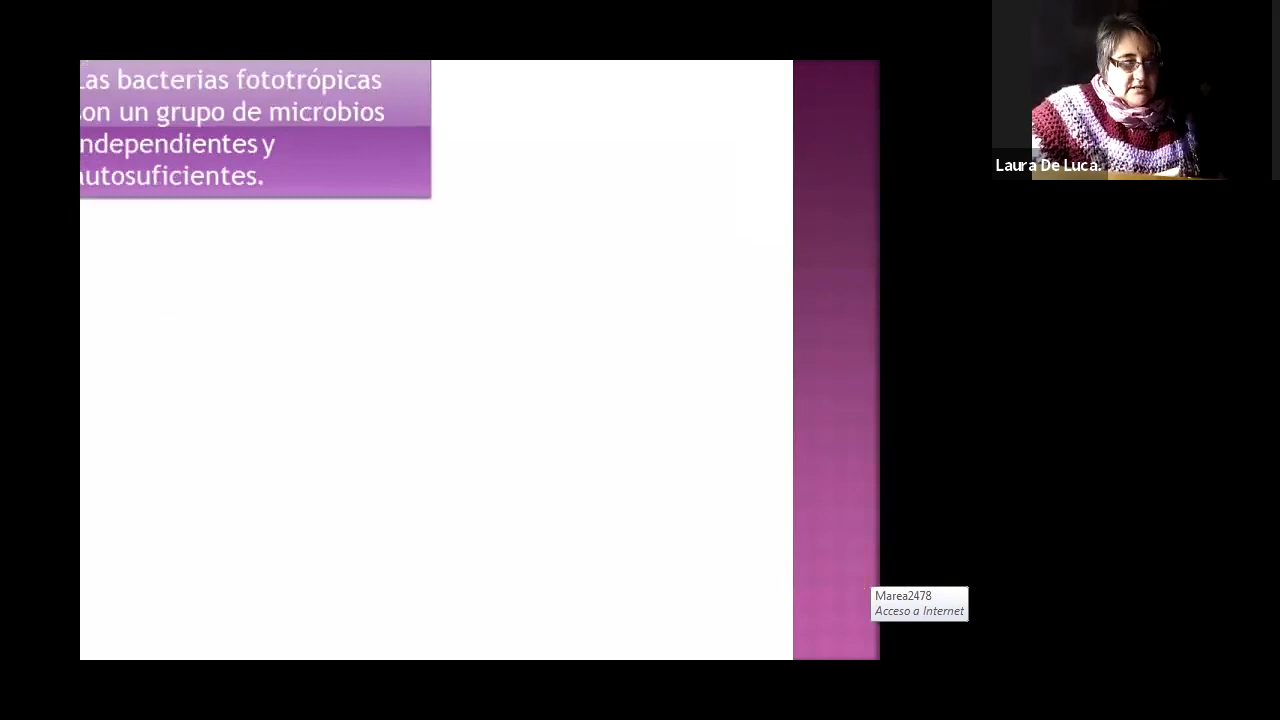 Las bacterias fototrópicas
son un grupo de microbios
independientes y
autosuficientes.
Laura De Luca.
Marea2478
Acceso a Internet